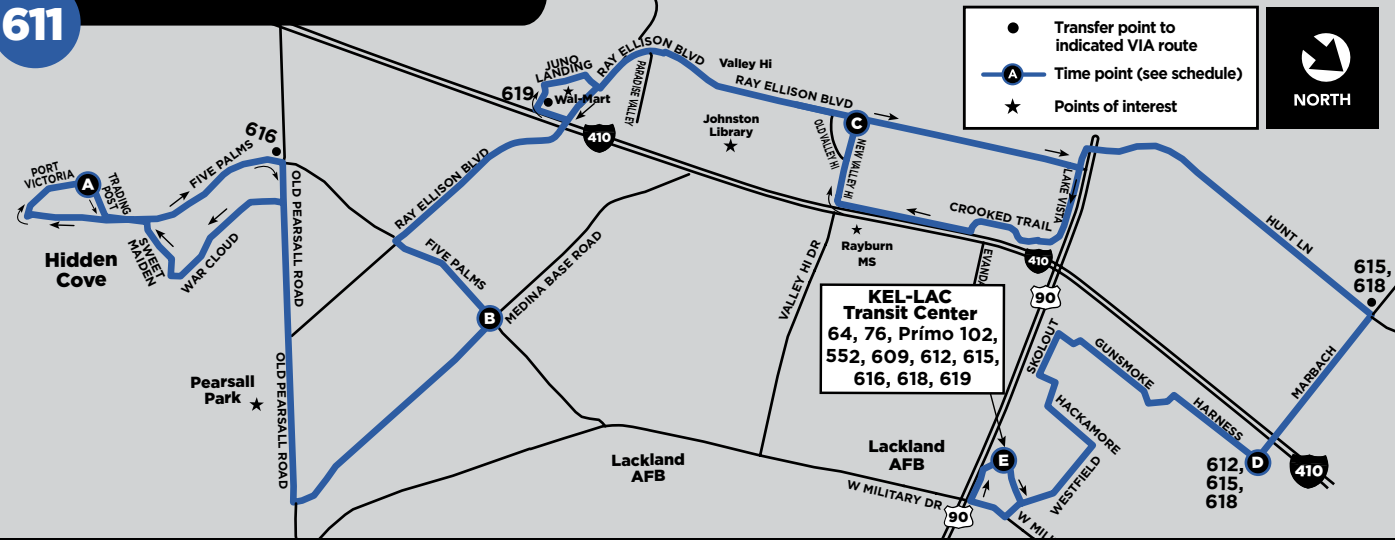 611
Transfer point to
indicated VIA route
A
Time point (see schedule)
Points of interest
NORTH
616
PORT
VICTORIA
A
TRADING
POST
FIVE PALMS
SWEET
MAIDEN
WAR CLOUD
Hidden
Cove
OLD PEARSALL ROAD
OLD PEARSALL ROAD
Pearsall
Park
RAY ELLISON BLVD
FIVE PALMS
B
MEDINA BASE ROAD
619
JUNO
LANDING
Wal-Mart
RAY ELLISON BLVD
PARADISE VALLEY
410
Valley Hi
RAY ELLISON BLVD
Johnston
Library
OLD VALLEY HI
C
NEW VALLEY HI
CROOKED TRAIL
LAKE VISTA
Rayburn
MS
VALLEY HI DR
EVAND
410
90
KEL-LAC
Transit Center
64, 76, Prímo 102,
552, 609, 612, 615,
616, 618, 619
HUNT LN
615,
618
MARBACH
SKOLOUT
GUNSMOKE
HARNESS
HACKAMORE
WESTFIELD
D
612,
615,
618
410
Lackland
AFB
Lackland
AFB
E
W MILITARY DR
90
W MIL